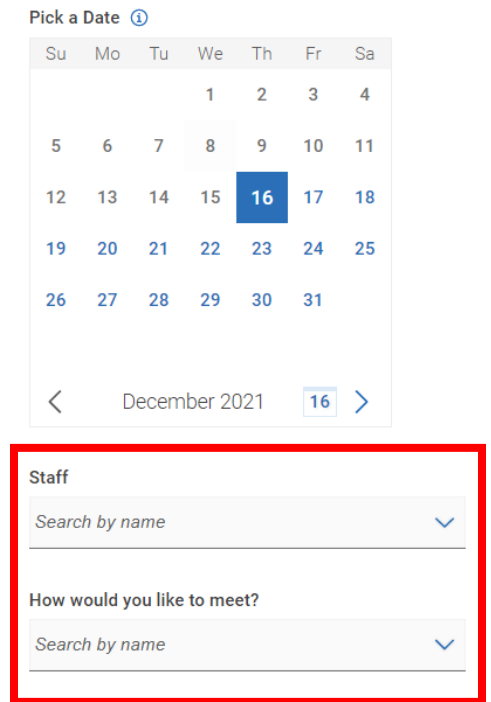 Pick a Date
Su Mo Tu We Th Fr Sa
1 2 3 4
5 6 7 8 9 10 11
12 13 14 15 16 17 18
19 20 21 22 23 24 25
26 27 28 29 30 31
December 2021 16
Staff
Search by name
How would you like to meet?
Search by name